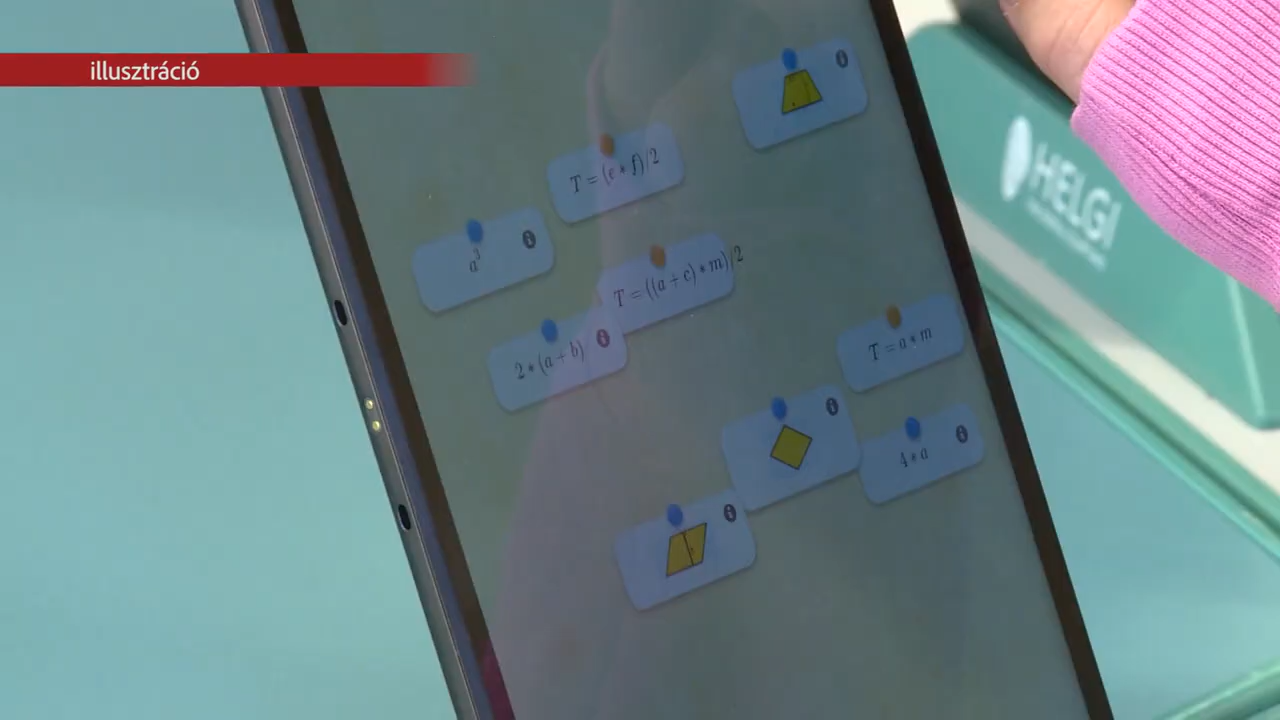 illusztráció
T = (e * f)/2
a³
T = ((a + c) * m)/2
2 * (a + b)
T = a * m
4 * a
HELGI